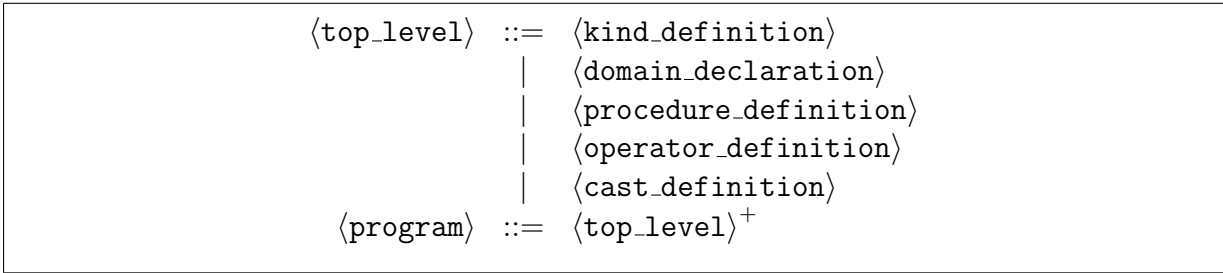 ⟨top_level⟩ ::= ⟨kind_definition⟩
| ⟨domain_declaration⟩
| ⟨procedure_definition⟩
| ⟨operator_definition⟩
| ⟨cast_definition⟩
⟨program⟩ ::= ⟨top_level⟩⁺